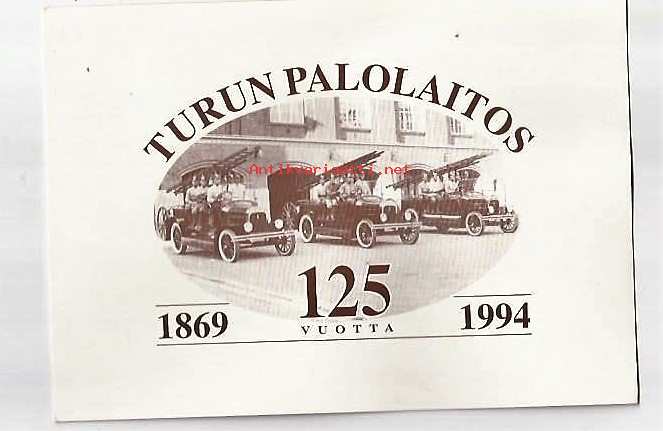 TURUN PALOLAITOS
Antikvariaatti.net
125
VUOTTA
1869
1994